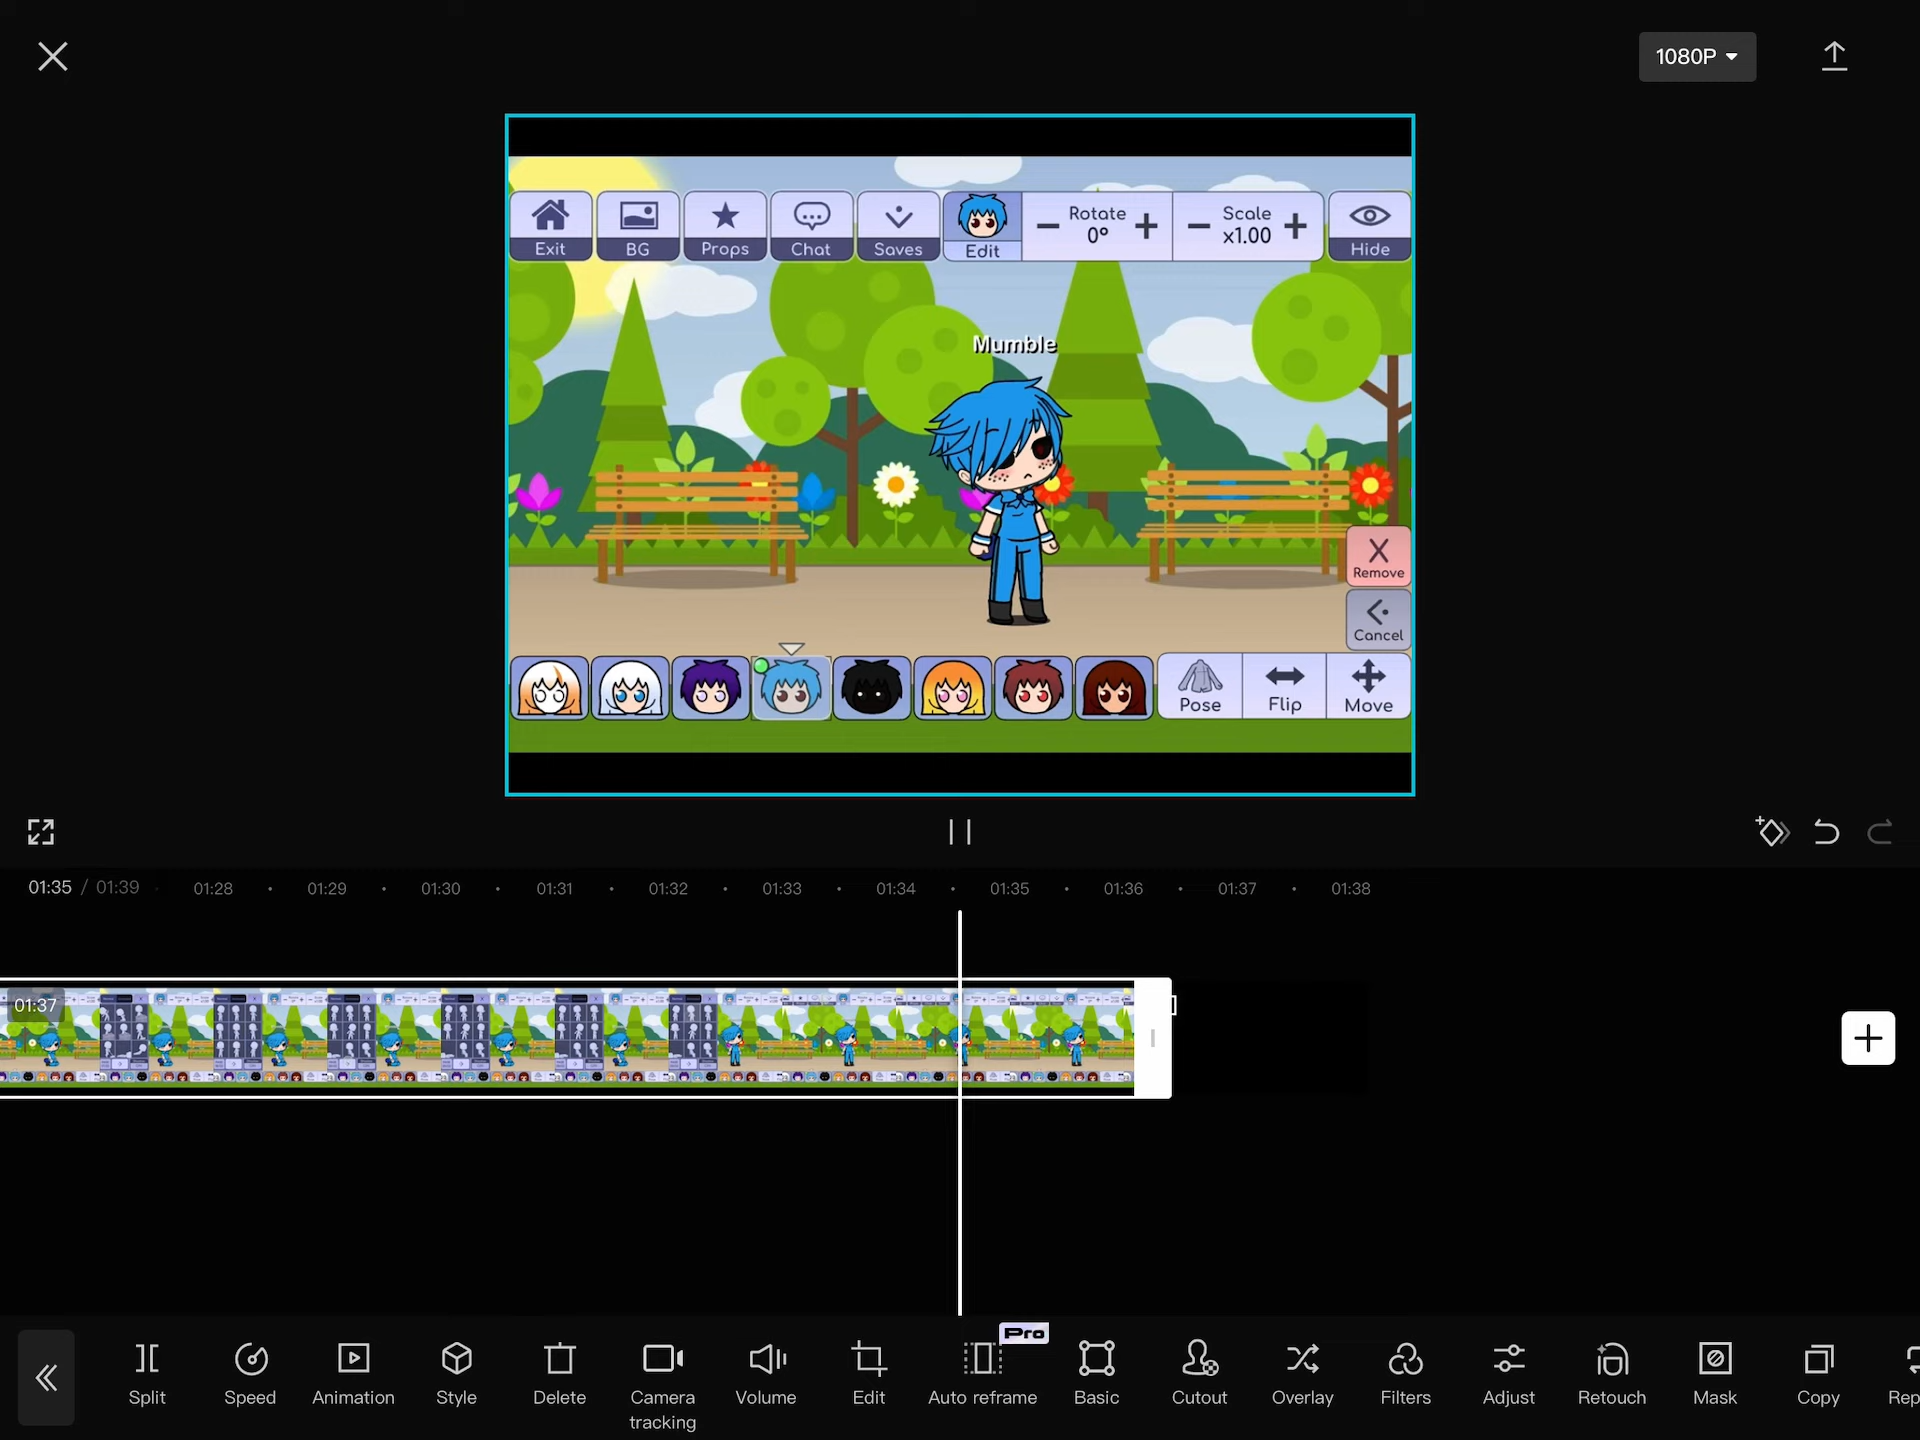 1080P
Exit
BG
Props
Chat
Saves
Edit
Rotate
0°
Scale
x1.00
Hide
Mumble
X
Remove
Cancel
Pose
Flip
Move
01:35 / 01:39
01:28
01:29
01:30
01:31
01:32
01:33
01:34
01:35
01:36
01:37
01:38
01:37
Pro
Split
Speed
Animation
Style
Delete
Camera
tracking
Volume
Edit
Auto reframe
Basic
Cutout
Overlay
Filters
Adjust
Retouch
Mask
Copy
Rep